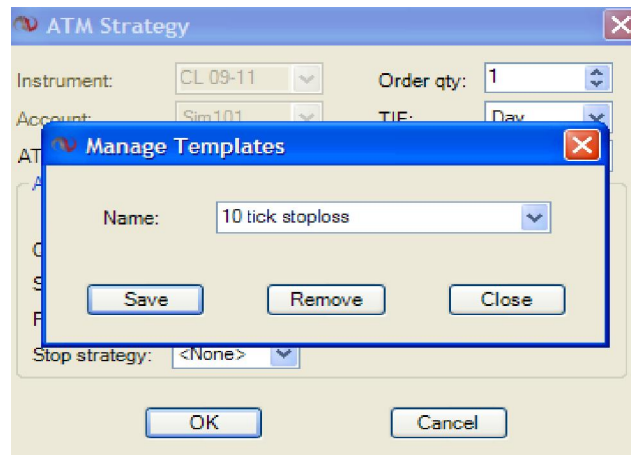 ATM Strategy
Instrument: CL 09-11 Order qty: 1
Account: Sim101 TIF: Day
AT
Manage Templates
A
Name: 10 tick stoploss
Save Remove Close
Stop strategy: <None>
OK Cancel